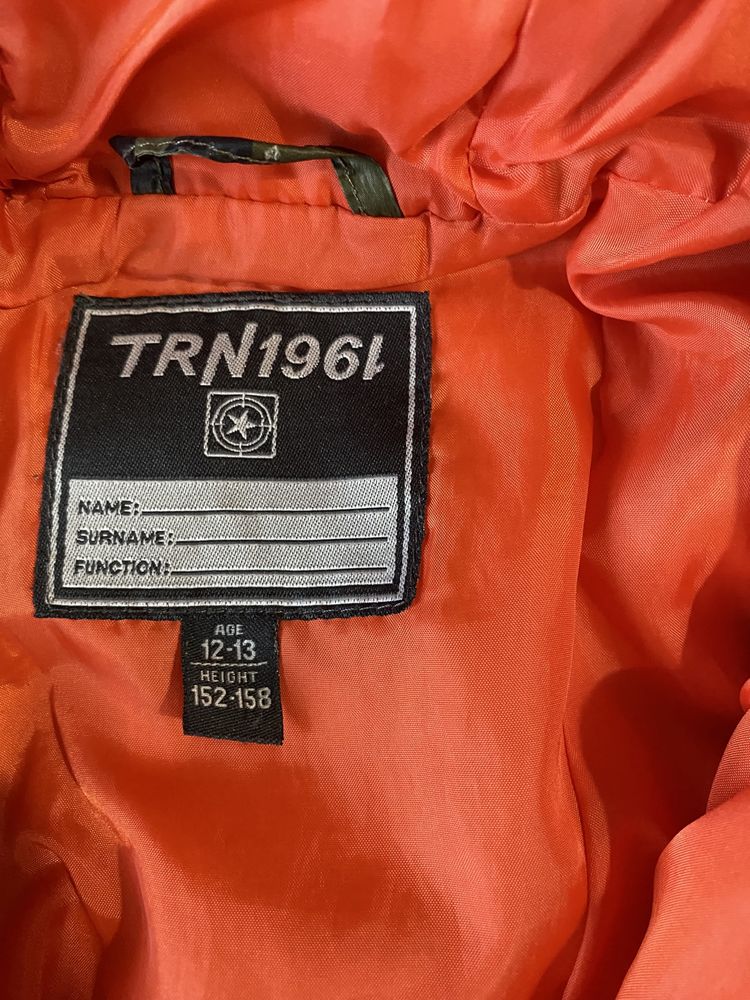 TRN1961
NAME:
SURNAME:
FUNCTION:
AGE
12-13
HEIGHT
152-158